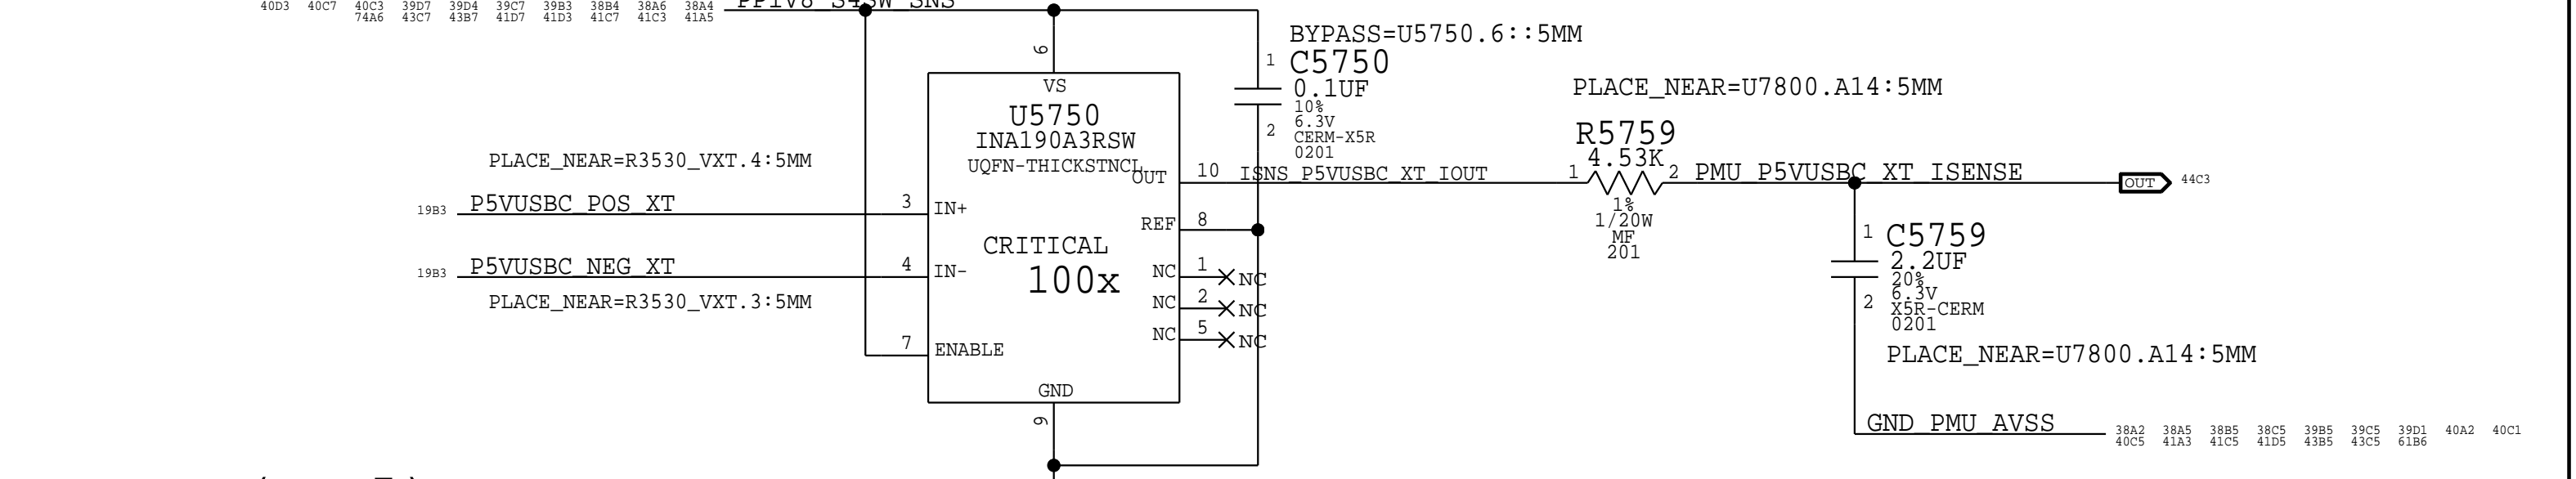 40D3 40C7 40C3 39D7 39D4 39C7 39B3 38B4 38A6 38A4
74A6 43C7 43B7 41D7 41D3 41C7 41C3 41A5
PP1V8_S4SW_SNS
BYPASS=U5750.6::5MM
1
C5750
0.1UF
10%
6.3V
2
CERM-X5R
0201
6
VS
U5750
INA190A3RSW
UQFN-THICKSTNCL
PLACE_NEAR=U7800.A14:5MM
R5759
4.53K
1
2
1%
1/20W
MF
201
PLACE_NEAR=R3530_VXT.4:5MM
OUT
10
ISNS_P5VUSBC_XT_IOUT
PMU_P5VUSBC_XT_ISENSE
OUT
44C3
19B3
P5VUSBC_POS_XT
3
IN+
REF
8
CRITICAL
100x
19B3
P5VUSBC_NEG_XT
4
IN-
PLACE_NEAR=R3530_VXT.3:5MM
NC
1
NC
NC
2
NC
NC
5
NC
7
ENABLE
GND
9
1
C5759
2.2UF
20%
6.3V
2
X5R-CERM
0201
PLACE_NEAR=U7800.A14:5MM
GND_PMU_AVSS
38A2 38A5 38B5 38C5 39B5 39C5 39D1 40A2 40C1
40C5 41A3 41C5 41D5 43B5 43C5 61B6